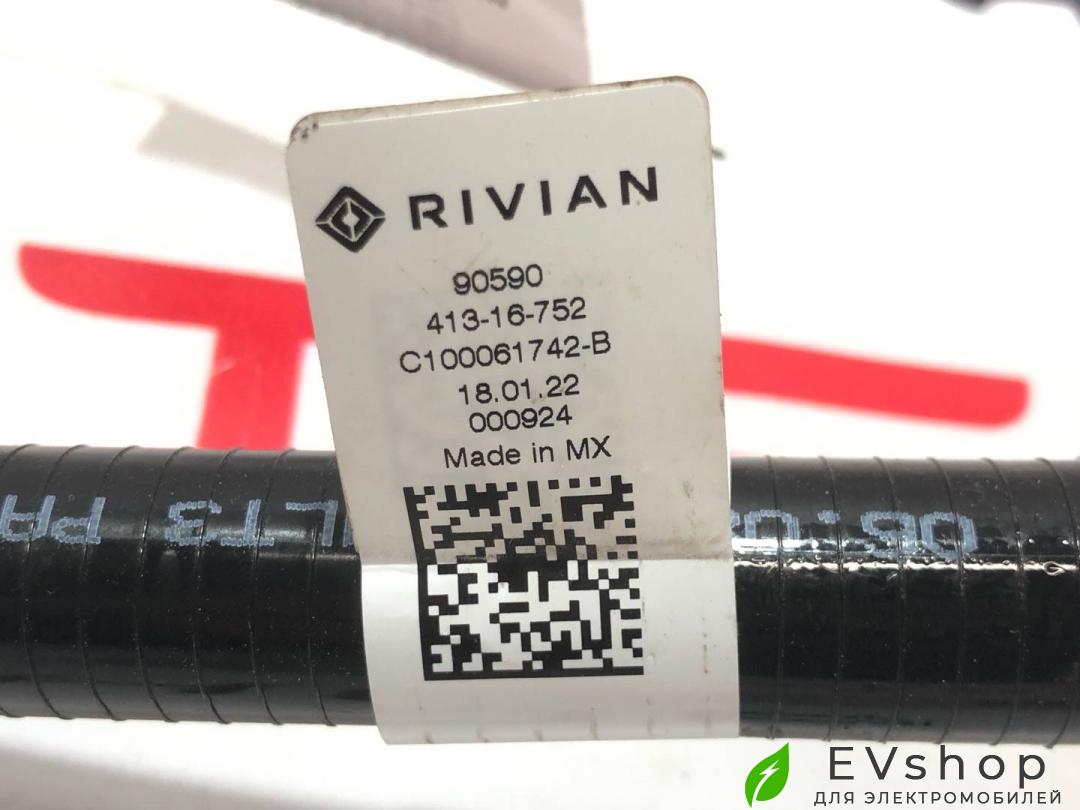 RIVIAN
90590
413-16-752
C100061742-B
18.01.22
000924
Made in MX
EVshop
ДЛЯ ЭЛЕКТРОМОБИЛЕЙ